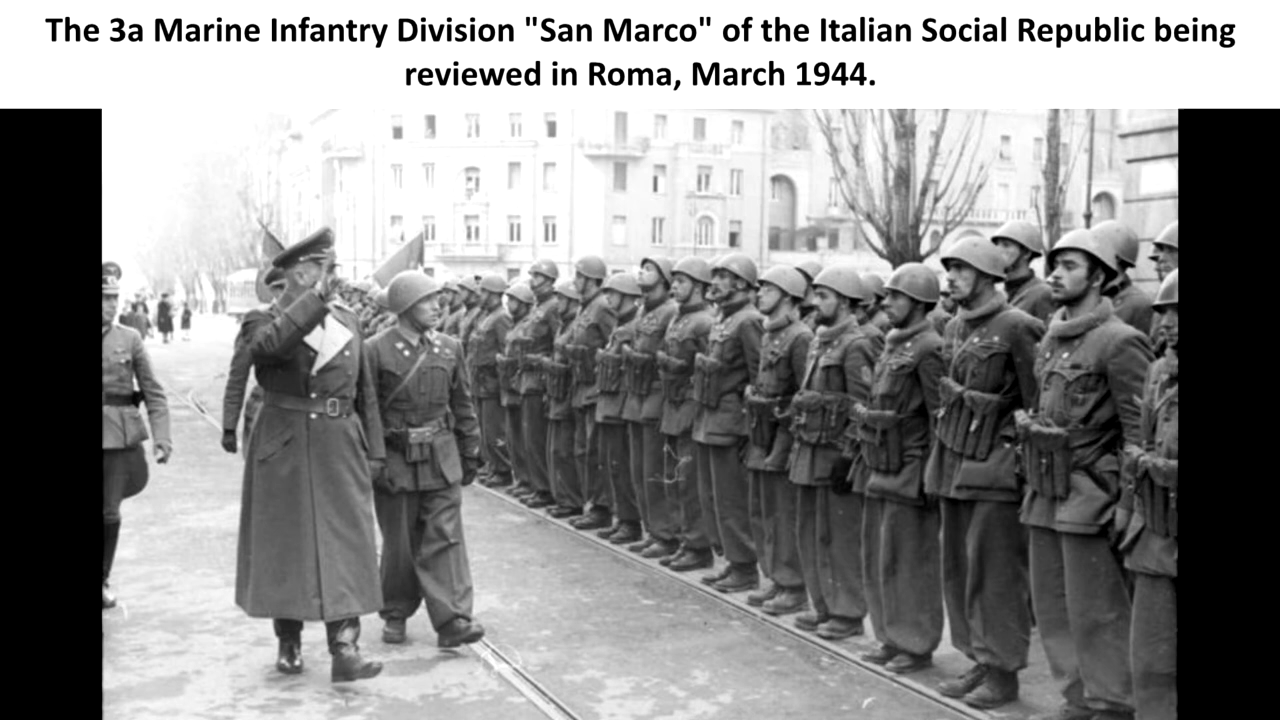 The 3a Marine Infantry Division "San Marco" of the Italian Social Republic being
reviewed in Roma, March 1944.